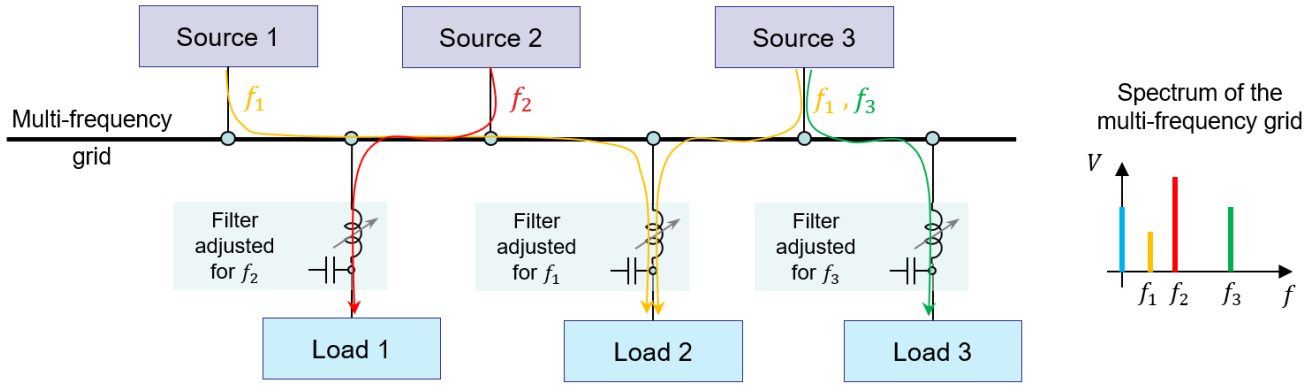 Source 1
Source 2
Source 3
f₁
f₂
f₁ , f₃
Multi-frequency
grid
Filter
adjusted
for f₂
Filter
adjusted
for f₁
Filter
adjusted
for f₃
Load 1
Load 2
Load 3
Spectrum of the
multi-frequency grid
V
f₁ f₂ f₃ f